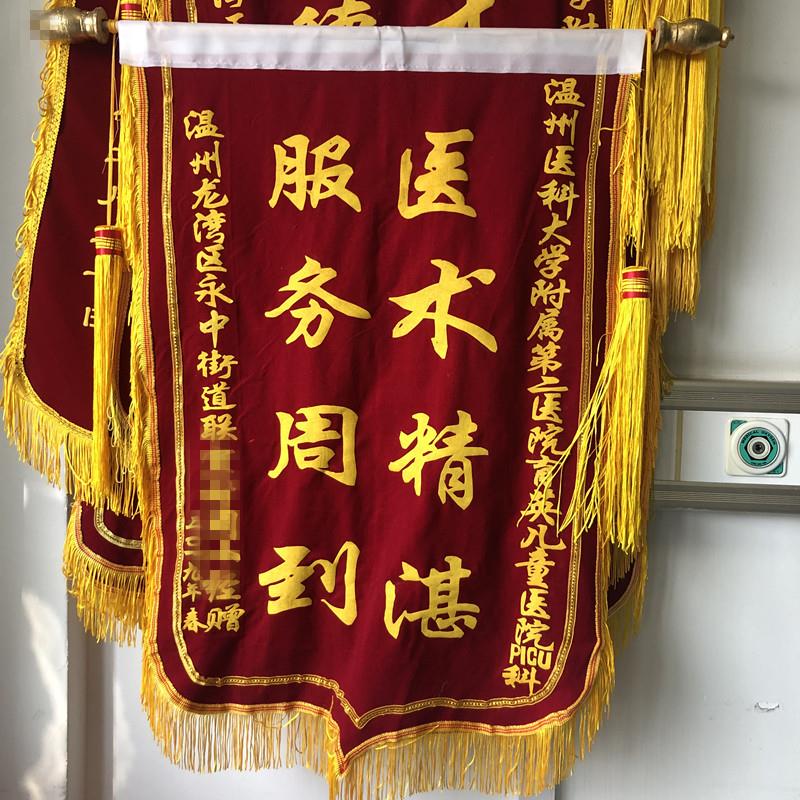 温州医科大学附属第二医院育英儿童医院PICU科
医术精湛
服务周到
温州龙湾区永中街道联
赠
九年春